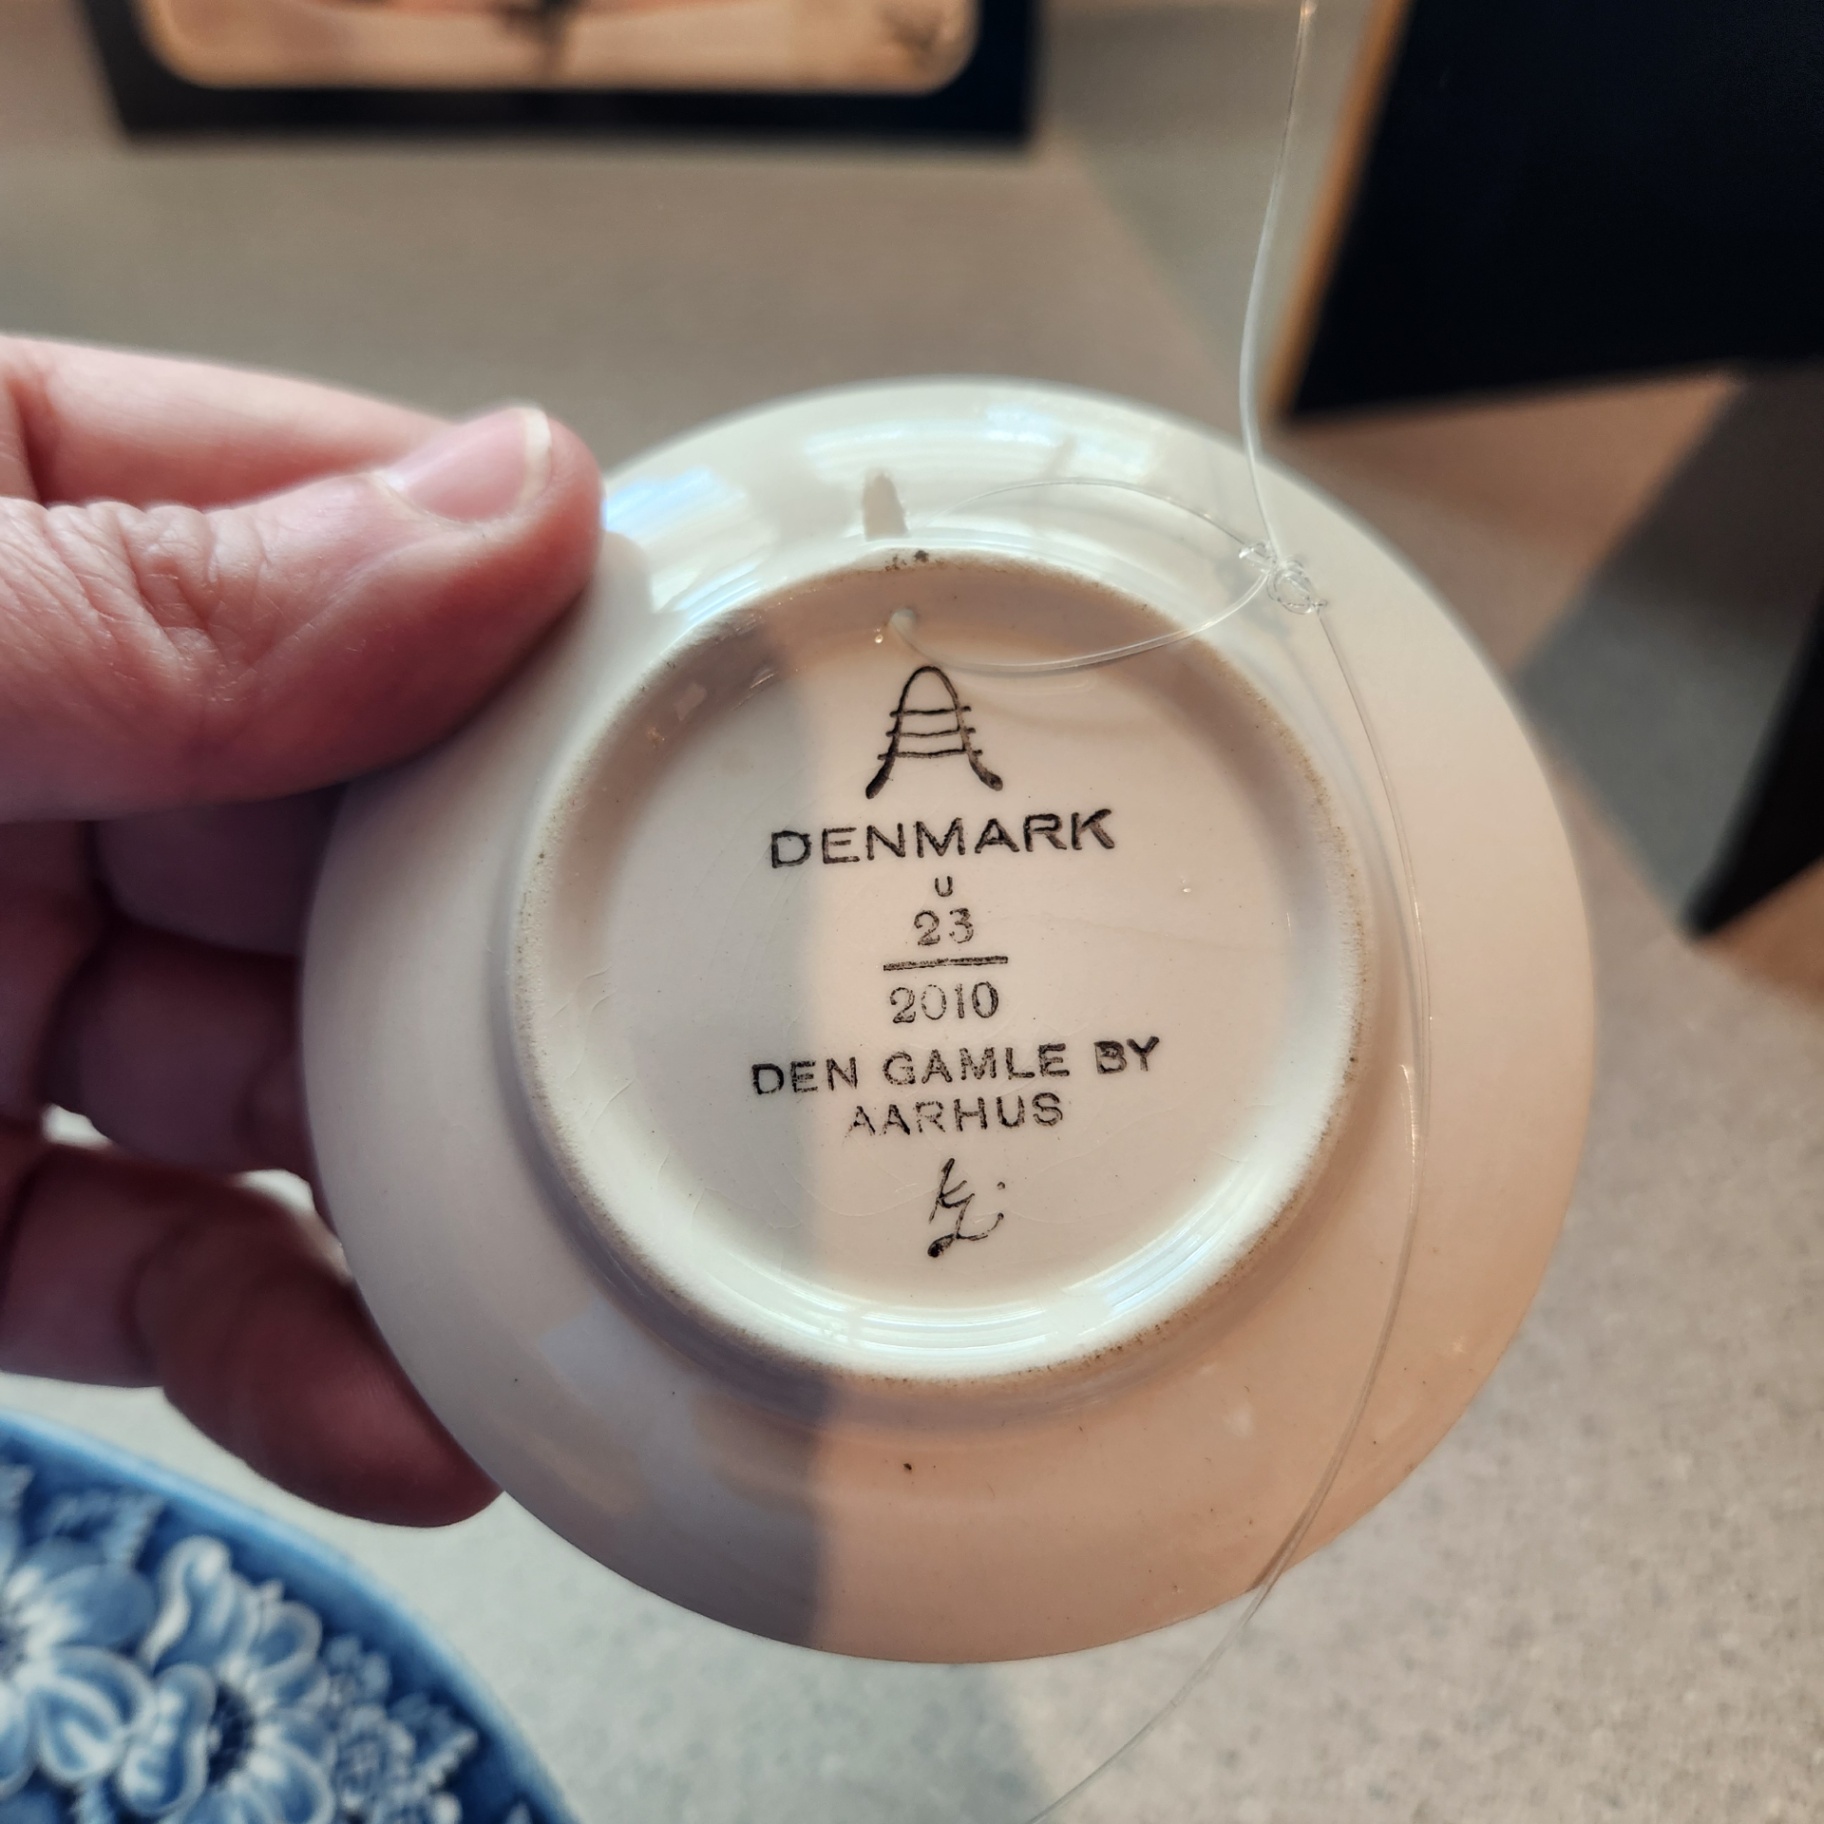 DENMARK
u
23
2010
DEN GAMLE BY
AARHUS